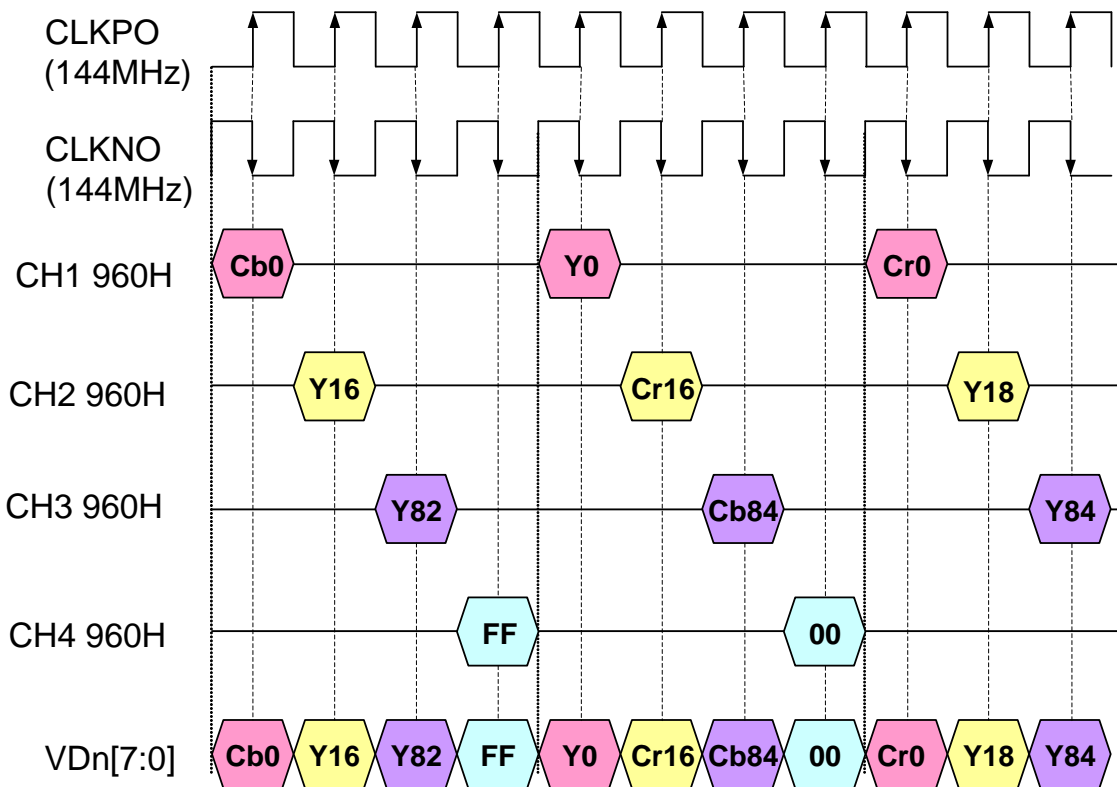 CLKPO
(144MHz)
CLKNO
(144MHz)
CH1 960H
Cb0
Y0
Cr0
CH2 960H
Y16
Cr16
Y18
CH3 960H
Y82
Cb84
Y84
CH4 960H
FF
00
VDn[7:0]
Cb0
Y16
Y82
FF
Y0
Cr16
Cb84
00
Cr0
Y18
Y84